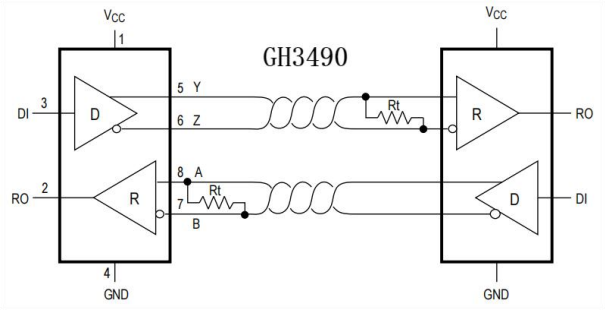 VCC VCC
1
GH3490
5 Y
Rt
DI 3 D R RO
6 Z
8 A
Rt
RO 2 R D DI
7
B
4
GND GND